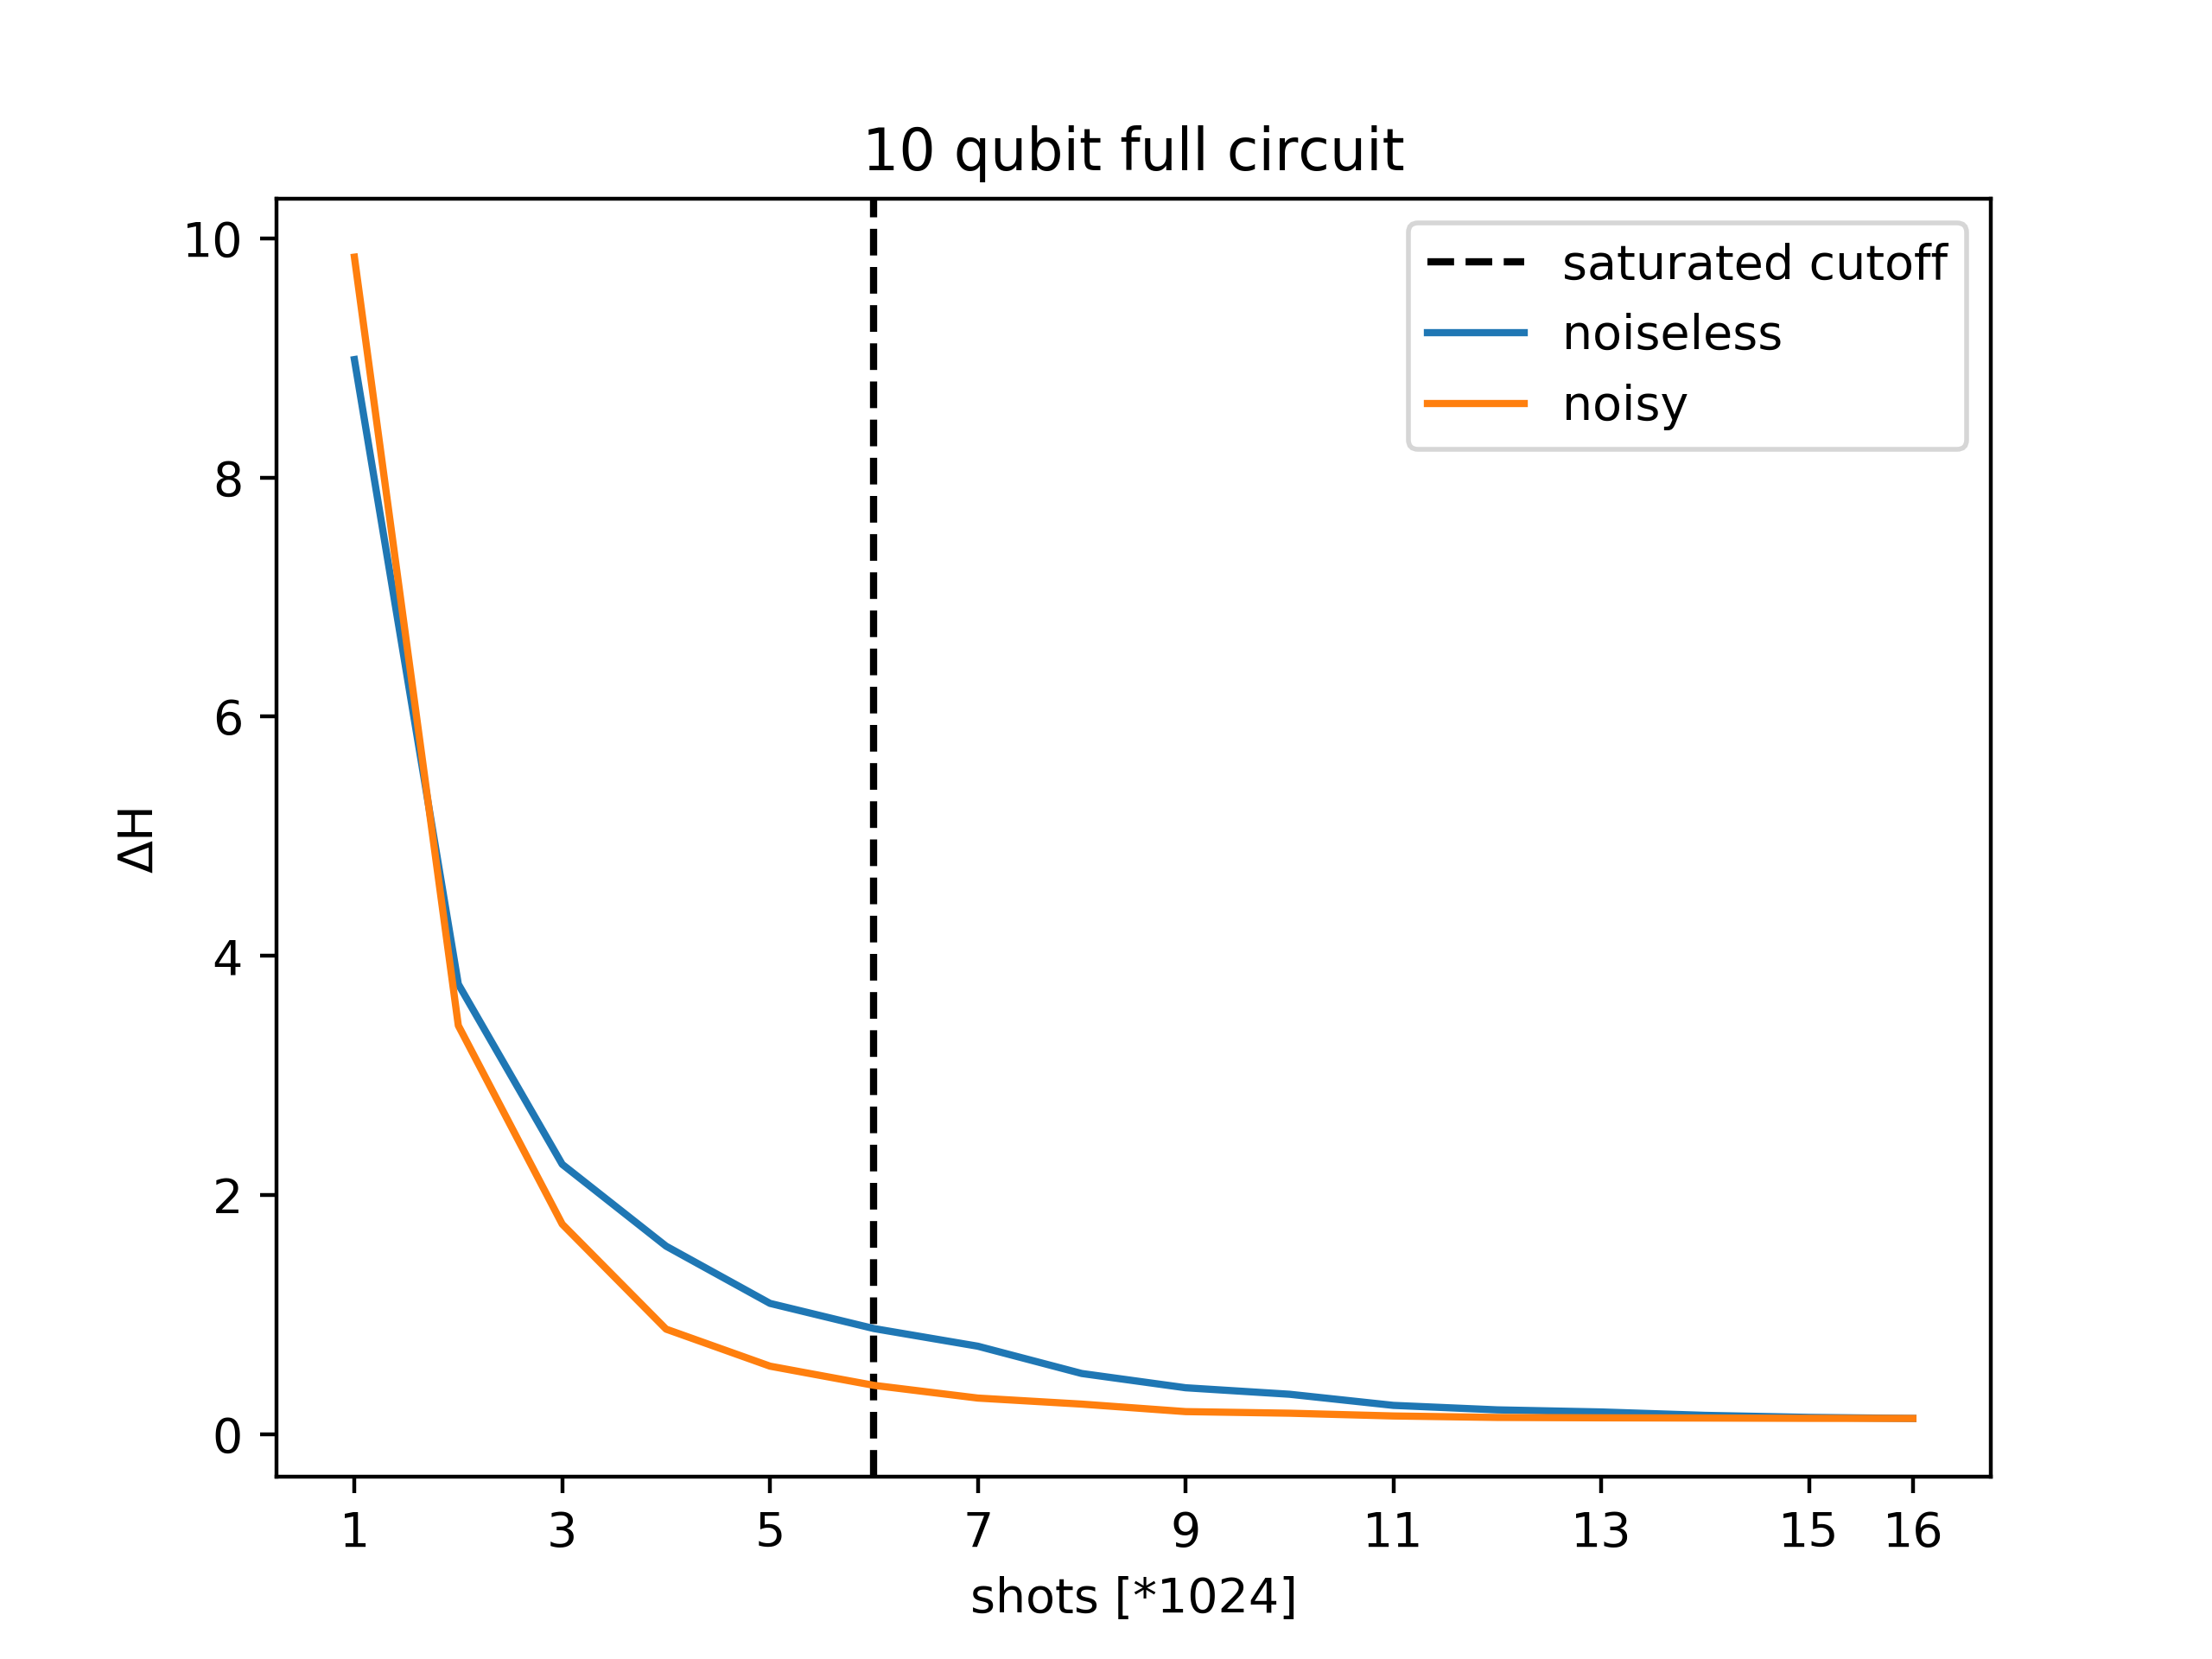 10 qubit full circuit
saturated cutoff
noiseless
noisy
10
8
6
4
2
0
ΔH
1 3 5 7 9 11 13 15 16
shots [*1024]